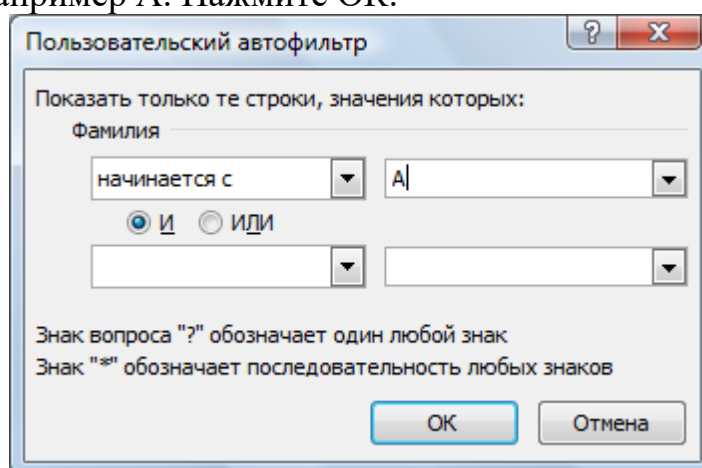 апример А. Нажмите ОК.
Пользовательский автофильтр
Показать только те строки, значения которых:
Фамилия
начинается с А
И ИЛИ
Знак вопроса "?" обозначает один любой знак
Знак "*" обозначает последовательность любых знаков
ОК Отмена